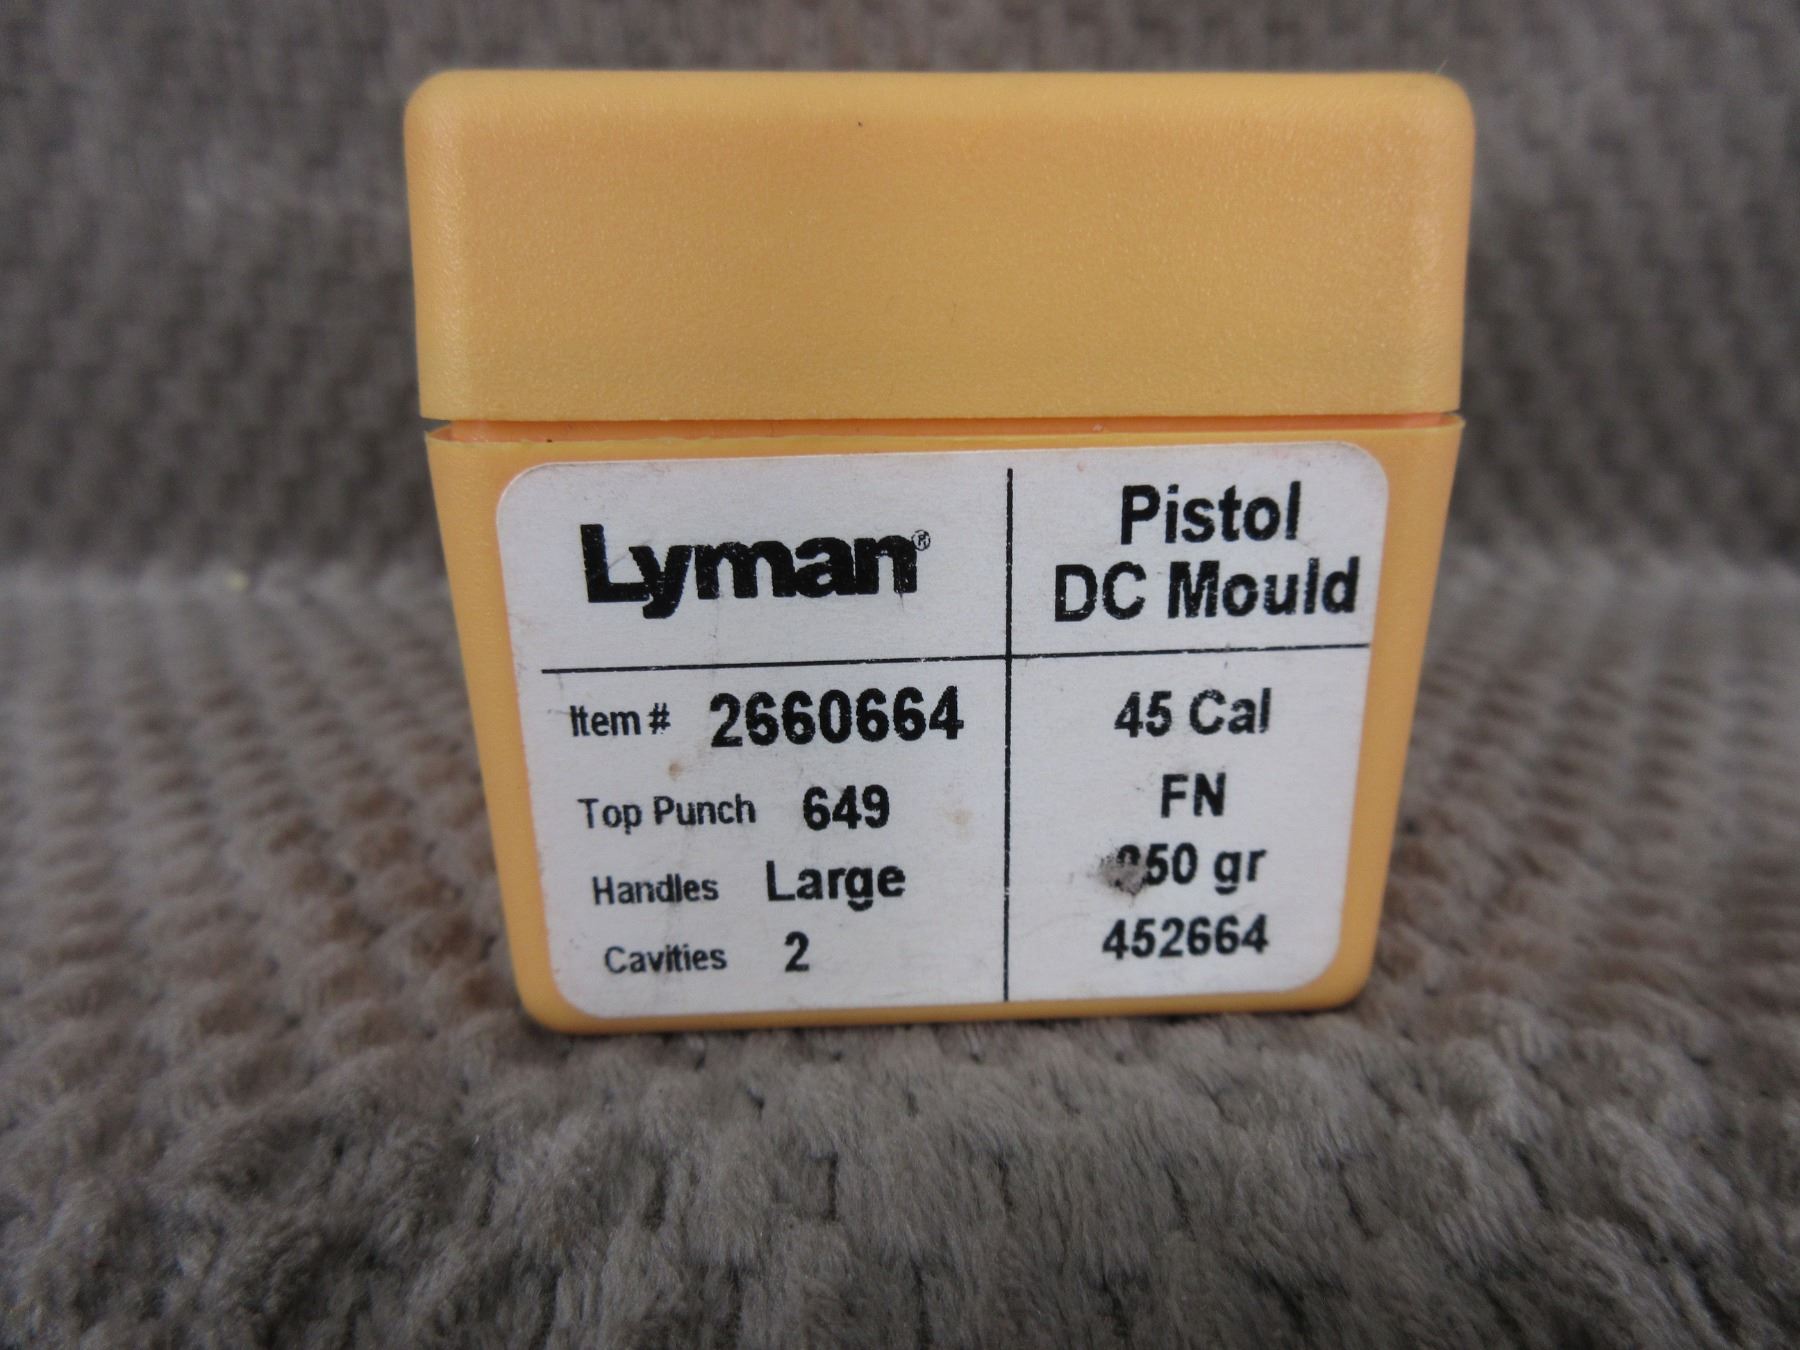 Lyman®
Pistol
DC Mould
Item # 2660664
Top Punch 649
Handles Large
Cavities 2
45 Cal
FN
gr
452664